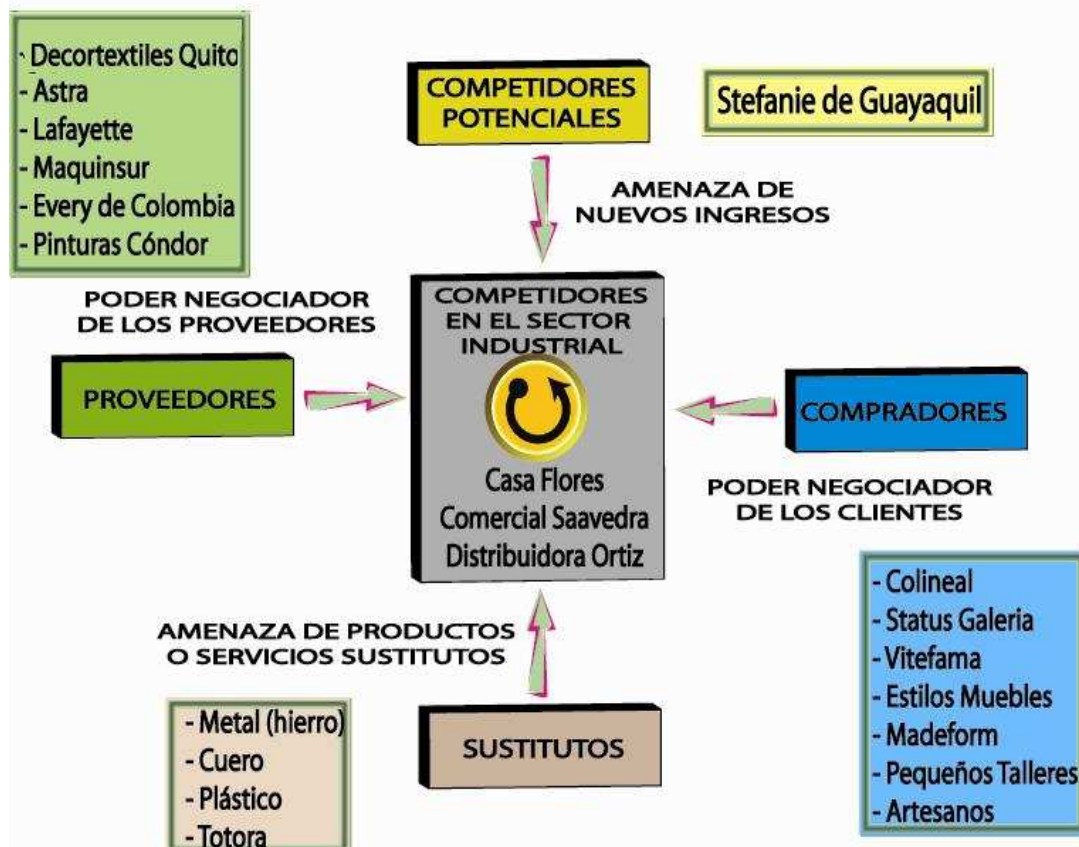 - Decortextiles Quito
- Astra
- Lafayette
- Maquinsur
- Every de Colombia
- Pinturas Cóndor
COMPETIDORES
POTENCIALES
Stefanie de Guayaquil
AMENAZA DE
NUEVOS INGRESOS
PODER NEGOCIADOR
DE LOS PROVEEDORES
PROVEEDORES
COMPETIDORES
EN EL SECTOR
INDUSTRIAL
Casa Flores
Comercial Saavedra
Distribuidora Ortiz
COMPRADORES
PODER NEGOCIADOR
DE LOS CLIENTES
AMENAZA DE PRODUCTOS
O SERVICIOS SUSTITUTOS
- Metal (hierro)
- Cuero
- Plástico
- Totora
SUSTITUTOS
- Colineal
- Status Galeria
- Vitefama
- Estilos Muebles
- Madeform
- Pequeños Talleres
- Artesanos